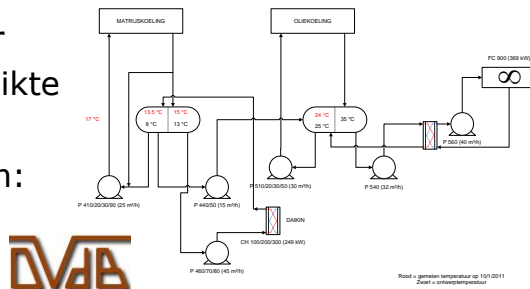 r
ikte
n:
MATRIJSKOELING
OLIEKOELING
FC 900 (369 kW)
17 °C
13.5 °C
15 °C
8 °C
13 °C
24 °C
25 °C
35 °C
P 560 (40 m³/h)
P 410/20/30/90 (25 m³/h)
P 440/50 (15 m³/h)
P 510/20/30/50 (30 m³/h)
P 540 (32 m³/h)
DAIKIN
CH 100/200/300 (249 kW)
P 460/70/80 (45 m³/h)
DVdB
Rood = gemeten temperatuur op 10/1/2011
Zwart = ontwerptemperatuur